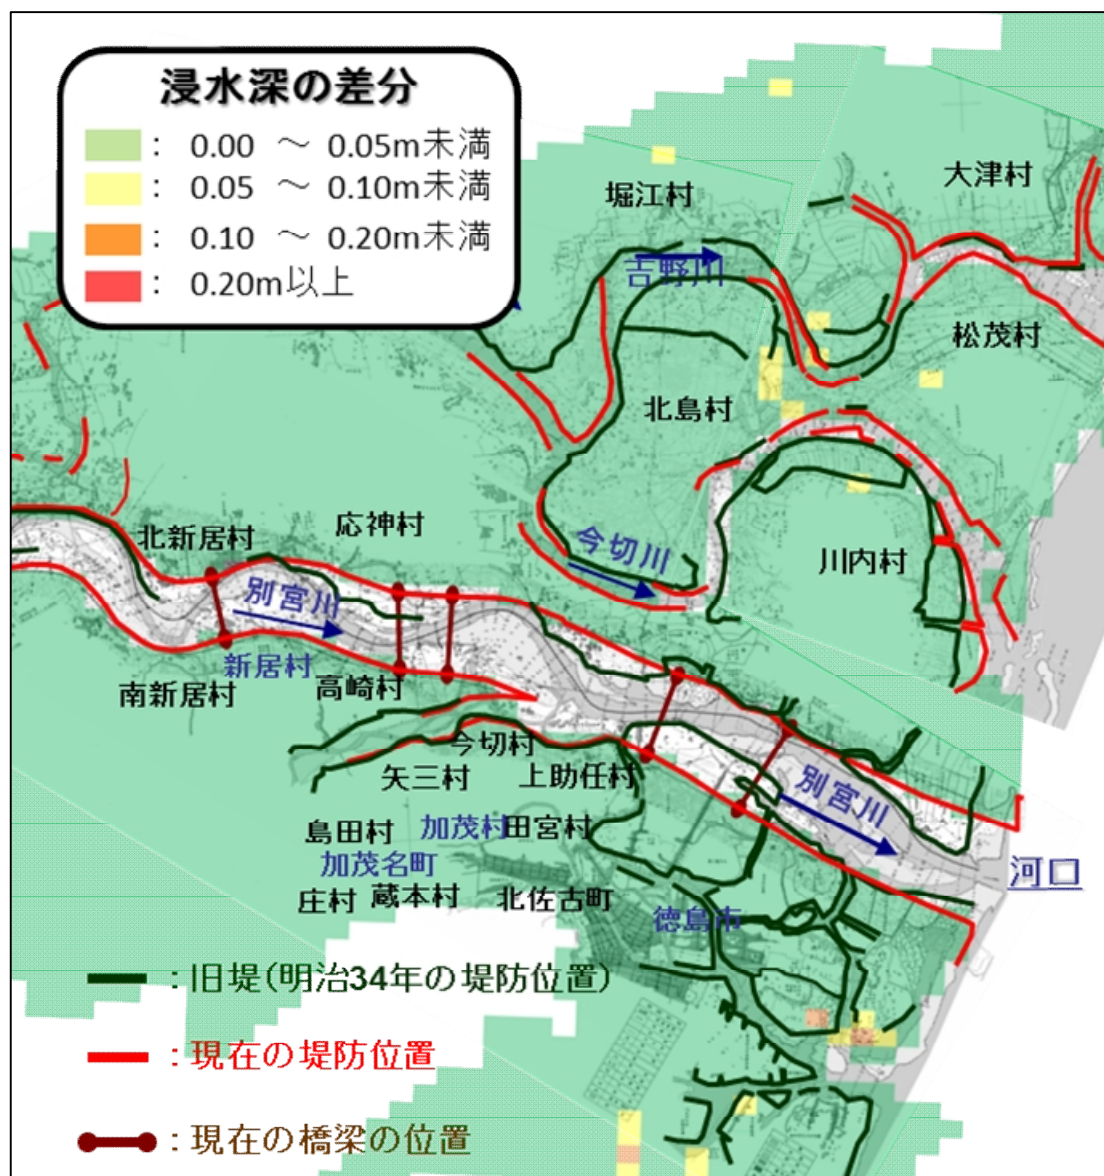 浸水深の差分
: 0.00 ～ 0.05m未満
: 0.05 ～ 0.10m未満
: 0.10 ～ 0.20m未満
: 0.20m以上
大津村
堀江村
吉野川
松茂村
北島村
北新居村
応神村
今切川
川内村
別宮川
新居村
南新居村
高崎村
今切村
矢三村
上助任村
別宮川
島田村
加茂村
田宮村
加茂名町
河口
庄村
蔵本村
北佐古町
徳島市
:旧堤(明治34年の堤防位置)
:現在の堤防位置
:現在の橋梁の位置